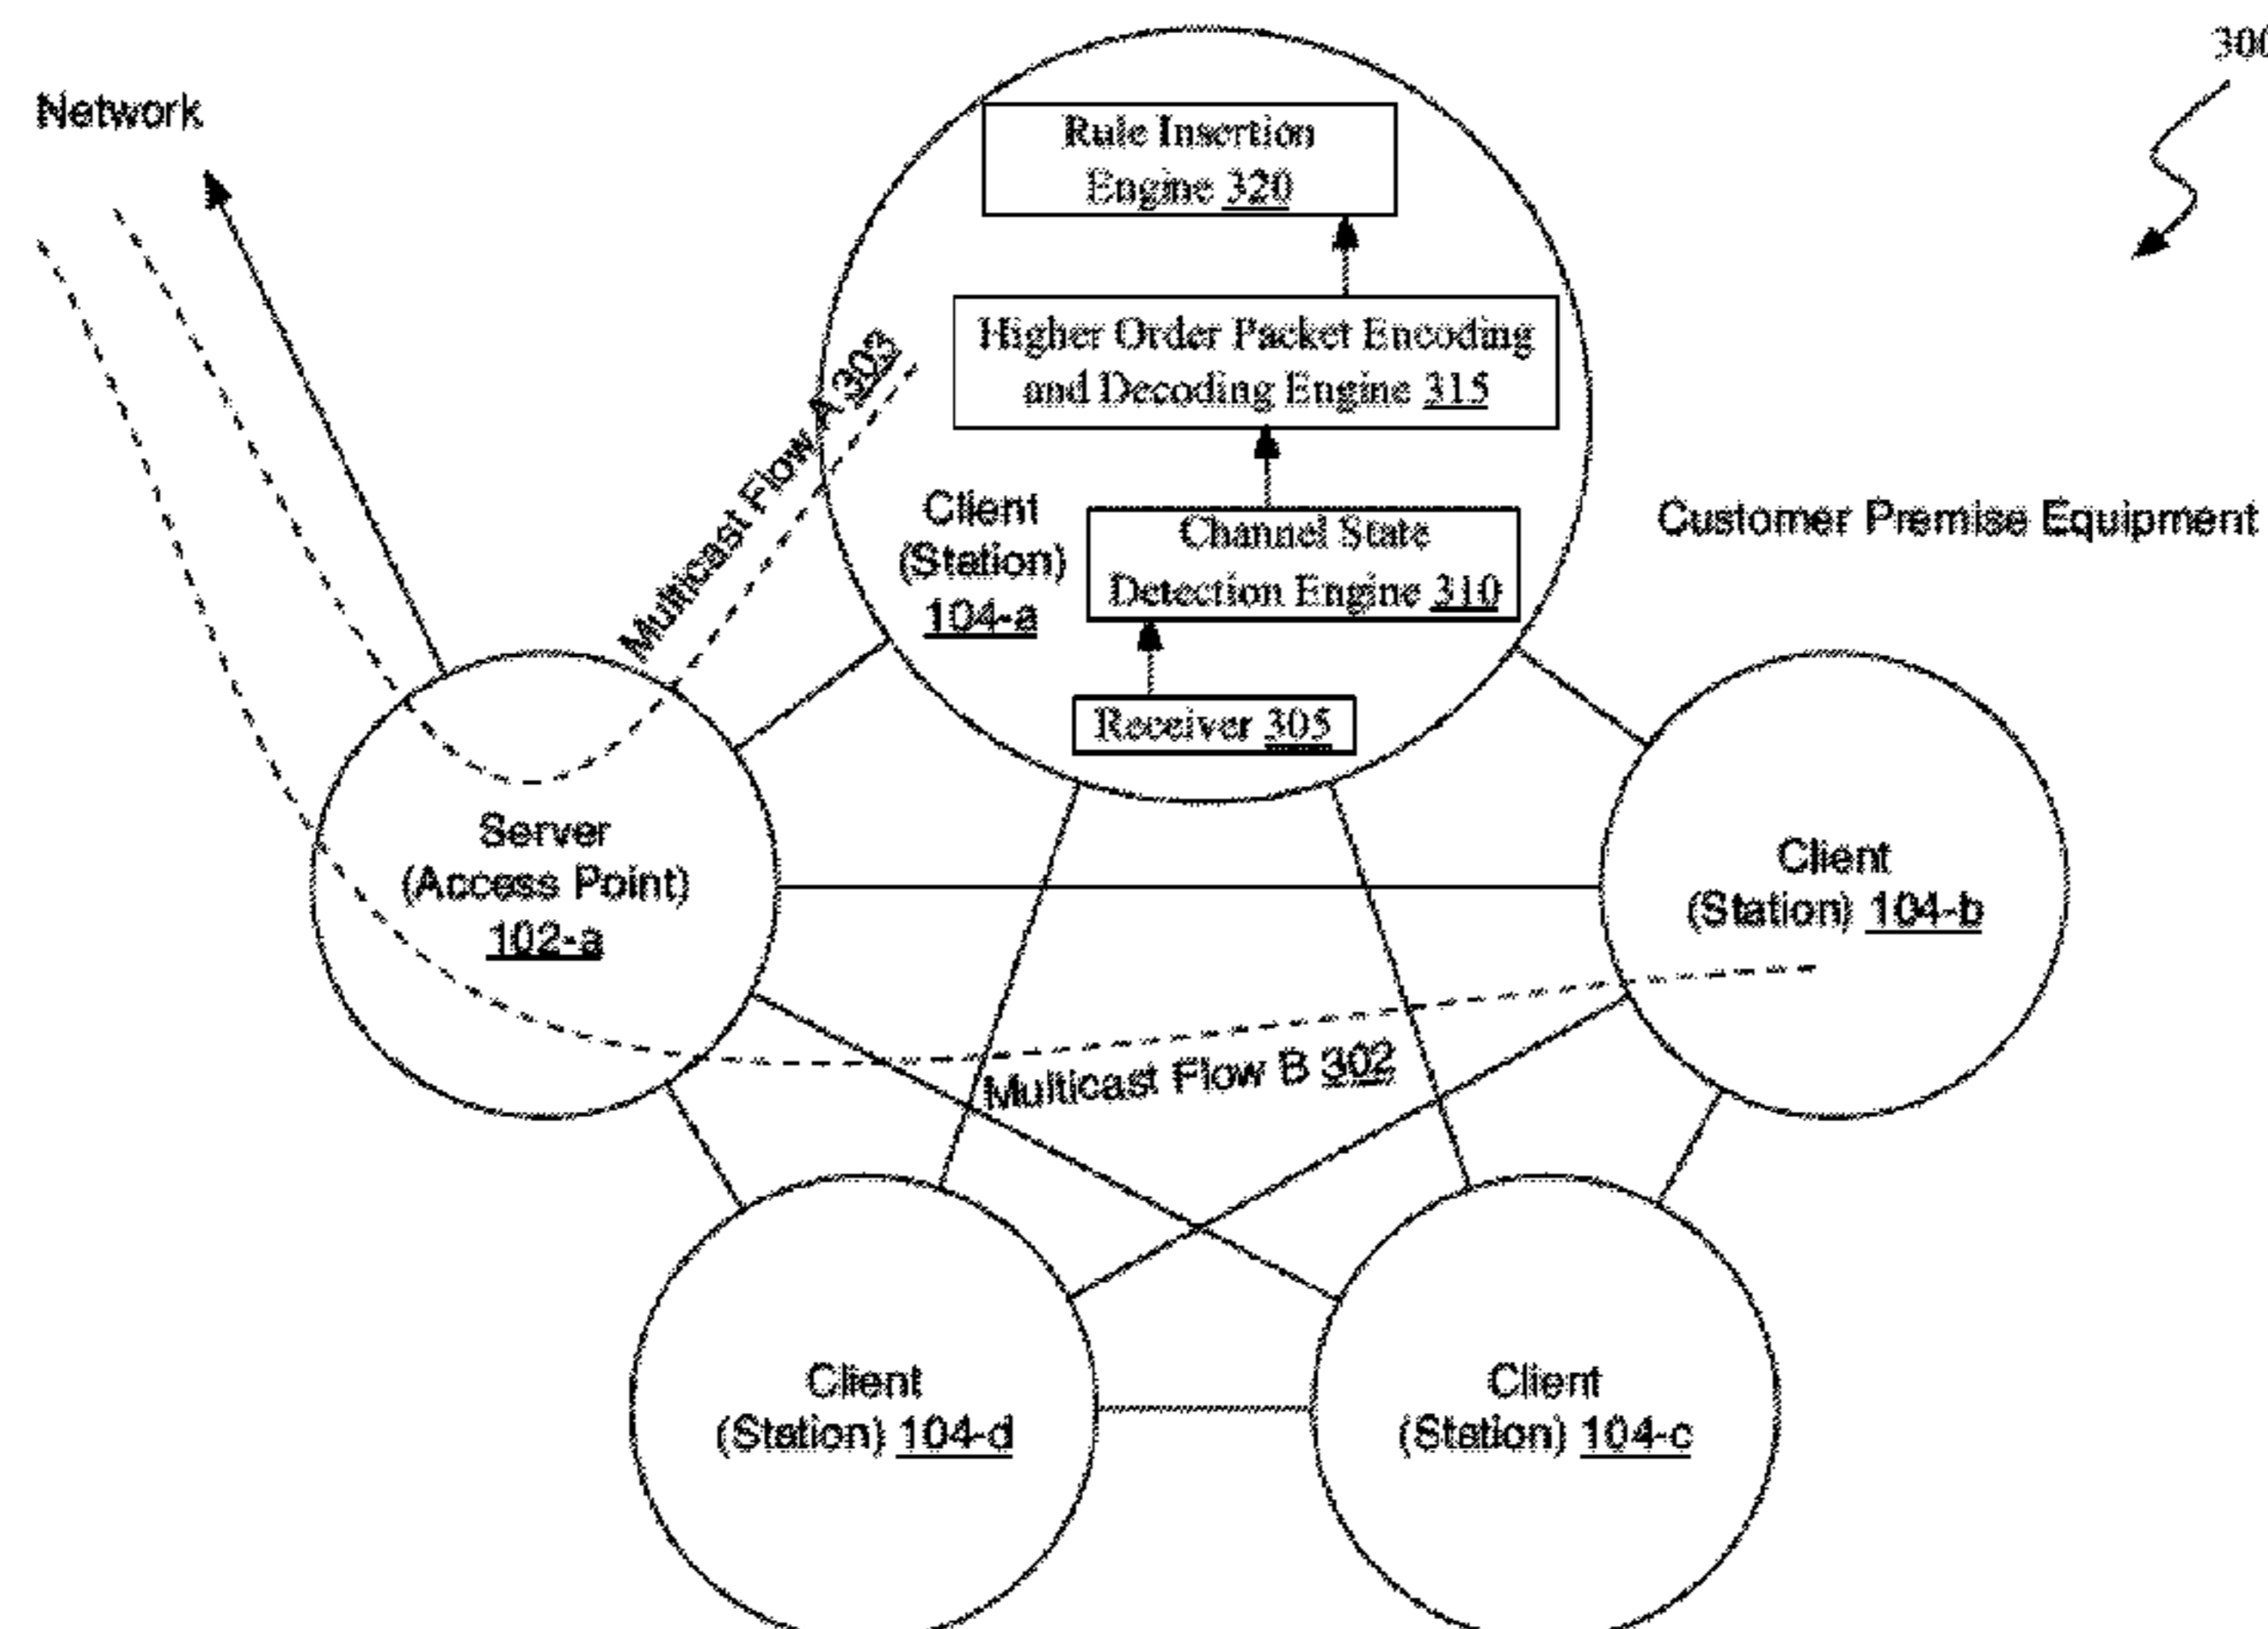 300
Network
Rule Insertion
Engine 320
Higher Order Packet Encoding
and Decoding Engine 315
Multicast Flow A 303
Client
(Station)
104-a
Channel State
Detection Engine 310
Customer Premise Equipment
Receiver 305
Server
(Access Point)
102-a
Client
(Station) 104-b
Multicast Flow B 302
Client
(Station) 104-d
Client
(Station) 104-c